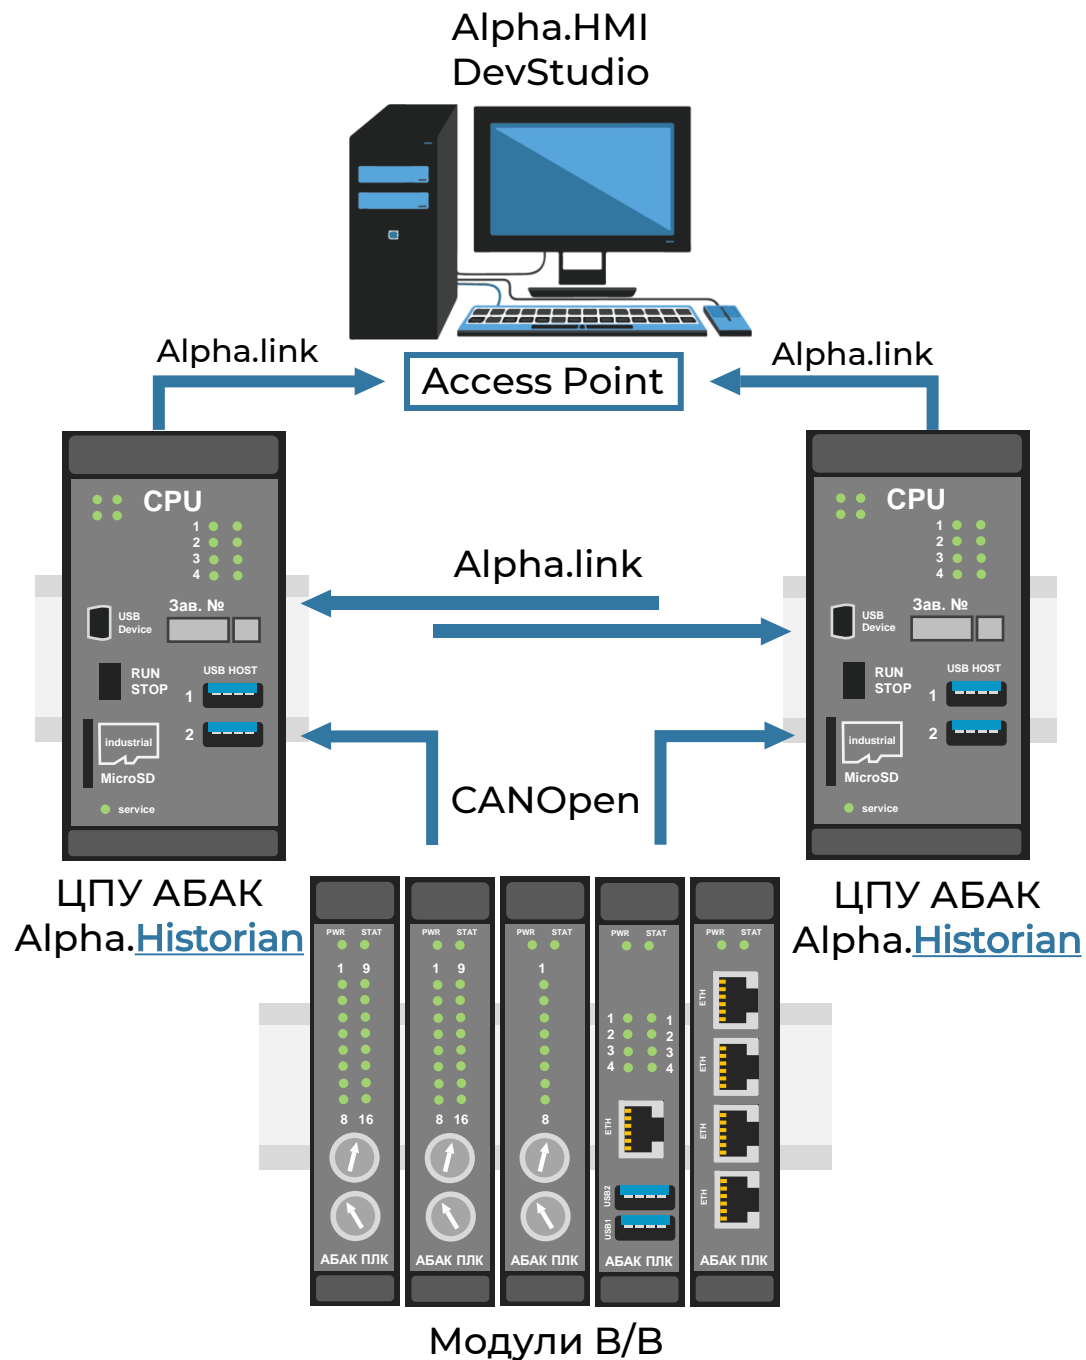 Alpha.HMI
DevStudio
Alpha.link
Alpha.link
Access Point
CPU
1
2
3
4
Зав. №
USB
Device
RUN
STOP
USB HOST
1
2
industrial
MicroSD
service
Alpha.link
CANOpen
CPU
1
2
3
4
Зав. №
USB
Device
RUN
STOP
USB HOST
1
2
industrial
MicroSD
service
ЦПУ АБАК
Alpha.Historian
ЦПУ АБАК
Alpha.Historian
PWR STAT
1 9
8 16
АБАК ПЛК
PWR STAT
1 9
8 16
АБАК ПЛК
PWR STAT
1
8
АБАК ПЛК
PWR STAT
1 1
2 2
3 3
4 4
ETH
USB2
USB1
АБАК ПЛК
PWR STAT
ETH
ETH
ETH
ETH
АБАК ПЛК
Модули В/В